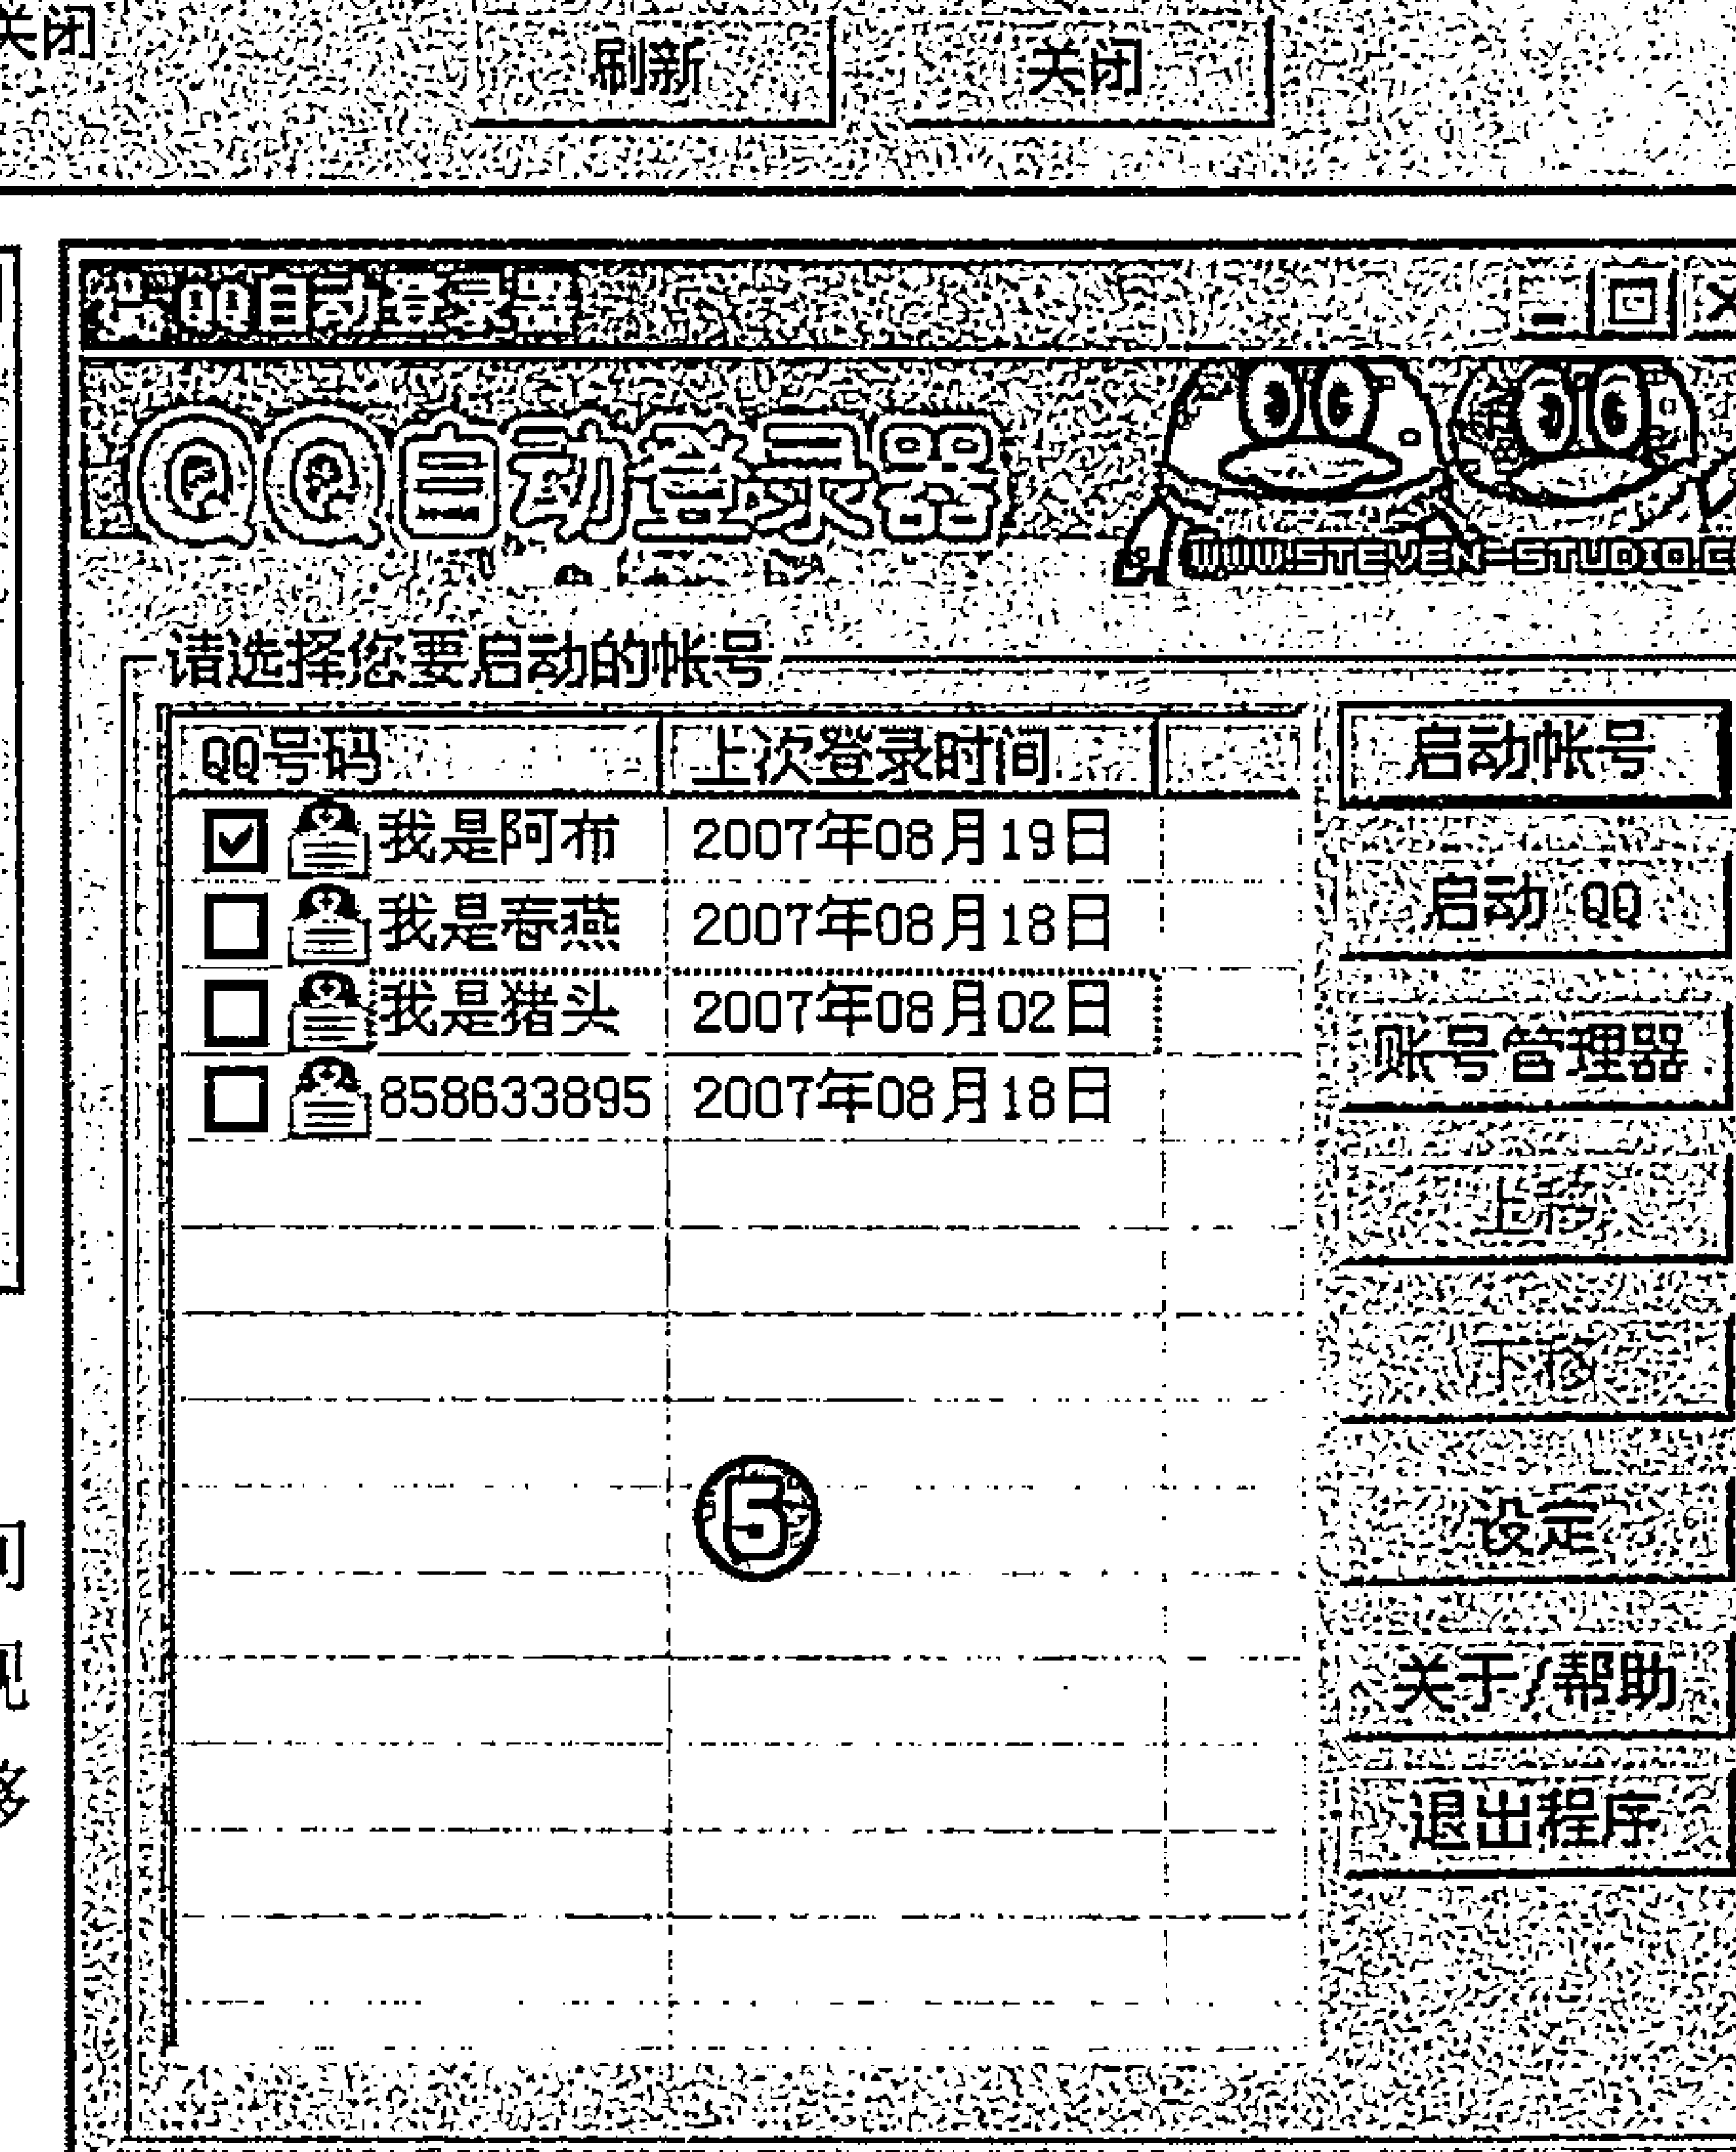 关闭
刷新 关闭
QQ自动登录器
QQ自动登录器
WWW.STEVEN-STUDIO.C
请选择您要启动的帐号
QQ号码 上次登录时间
启动帐号
我是阿布 2007年08月19日
我是春燕 2007年08月18日
启动 QQ
我是猪头 2007年08月02日
账号管理器
858633895 2007年08月18日
上移
下移
5
设定
关于/帮助
退出程序